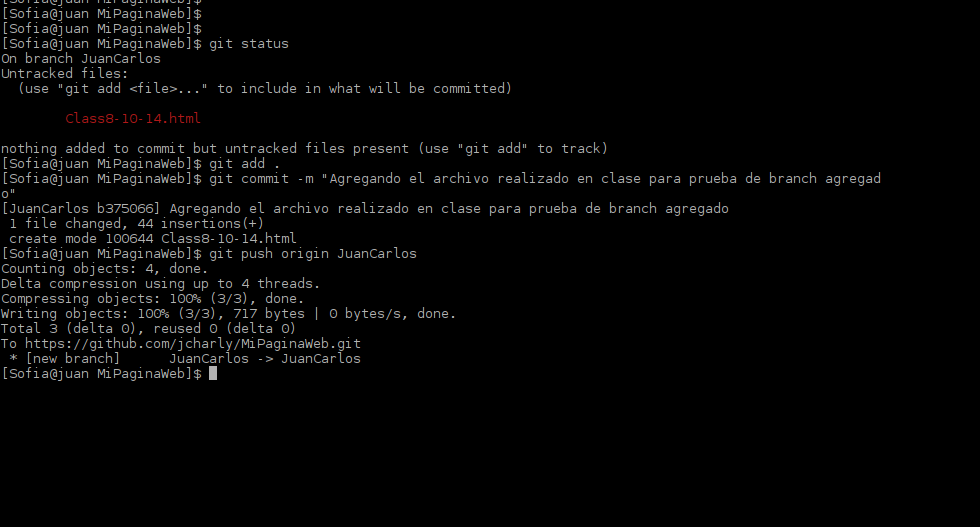 [Sofia@juan MiPaginaWeb]$
[Sofia@juan MiPaginaWeb]$
[Sofia@juan MiPaginaWeb]$
[Sofia@juan MiPaginaWeb]$ git status
On branch JuanCarlos
Untracked files:
  (use "git add <file>..." to include in what will be committed)
        Class8-10-14.html
nothing added to commit but untracked files present (use "git add" to track)
[Sofia@juan MiPaginaWeb]$ git add .
[Sofia@juan MiPaginaWeb]$ git commit -m "Agregando el archivo realizado en clase para prueba de branch agregad
o"
[JuanCarlos b375066] Agregando el archivo realizado en clase para prueba de branch agregado
 1 file changed, 44 insertions(+)
 create mode 100644 Class8-10-14.html
[Sofia@juan MiPaginaWeb]$ git push origin JuanCarlos
Counting objects: 4, done.
Delta compression using up to 4 threads.
Compressing objects: 100% (3/3), done.
Writing objects: 100% (3/3), 717 bytes | 0 bytes/s, done.
Total 3 (delta 0), reused 0 (delta 0)
To https://github.com/jcharly/MiPaginaWeb.git
 * [new branch]      JuanCarlos -> JuanCarlos
[Sofia@juan MiPaginaWeb]$